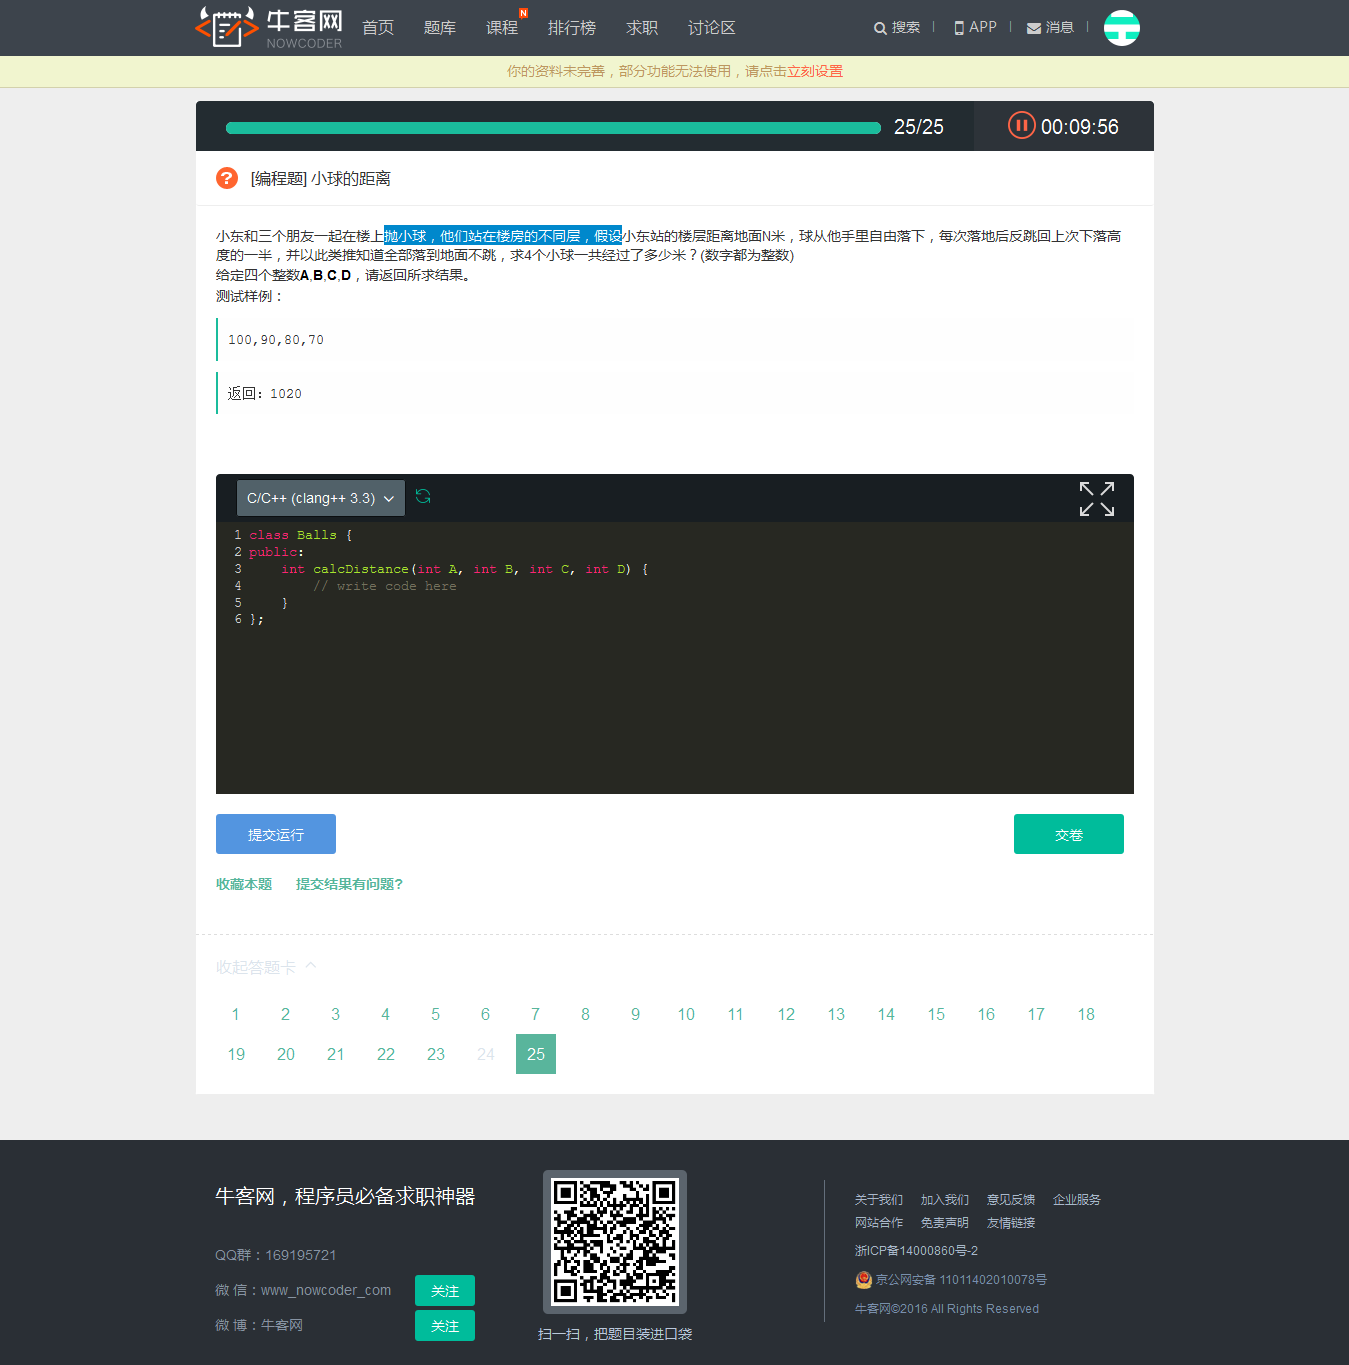 牛客网
NOWCODER
首页 题库 课程 N 排行榜 求职 讨论区 搜索 APP 消息
你的资料未完善，部分功能无法使用，请点击立刻设置
25/25 00:09:56
? [编程题] 小球的距离
小东和三个朋友一起在楼上抛小球，他们站在楼房的不同层，假设小东站的楼层距离地面N米，球从他手里自由落下，每次落地后反跳回上次下落高
度的一半，并以此类推知道全部落到地面不跳，求4个小球一共经过了多少米？(数字都为整数)
给定四个整数A,B,C,D，请返回所求结果。
测试样例：
100,90,80,70
返回：1020
C/C++ (clang++ 3.3)
1 class Balls {
2 public:
3     int calcDistance(int A, int B, int C, int D) {
4         // write code here
5     }
6 };
提交运行 交卷
收藏本题 提交结果有问题?
收起答题卡
1 2 3 4 5 6 7 8 9 10 11 12 13 14 15 16 17 18
19 20 21 22 23 24 25
牛客网，程序员必备求职神器
QQ群：169195721
微 信：www_nowcoder_com 关注
微 博：牛客网 关注
扫一扫，把题目装进口袋
关于我们 加入我们 意见反馈 企业服务
网站合作 免责声明 友情链接
浙ICP备14000860号-2
京公网安备 11011402010078号
牛客网©2016 All Rights Reserved